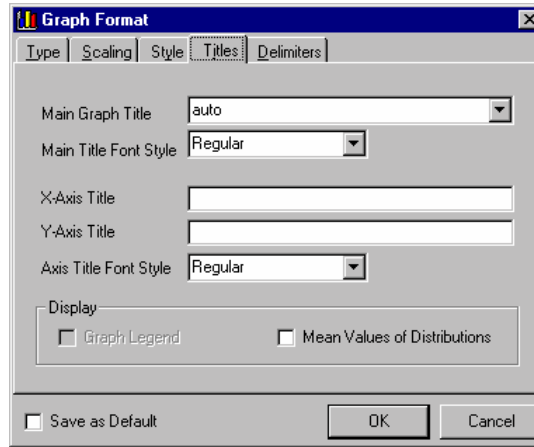 Graph Format
Type Scaling Style Titles Delimiters
Main Graph Title auto
Main Title Font Style Regular
X-Axis Title
Y-Axis Title
Axis Title Font Style Regular
Display
Graph Legend Mean Values of Distributions
Save as Default OK Cancel